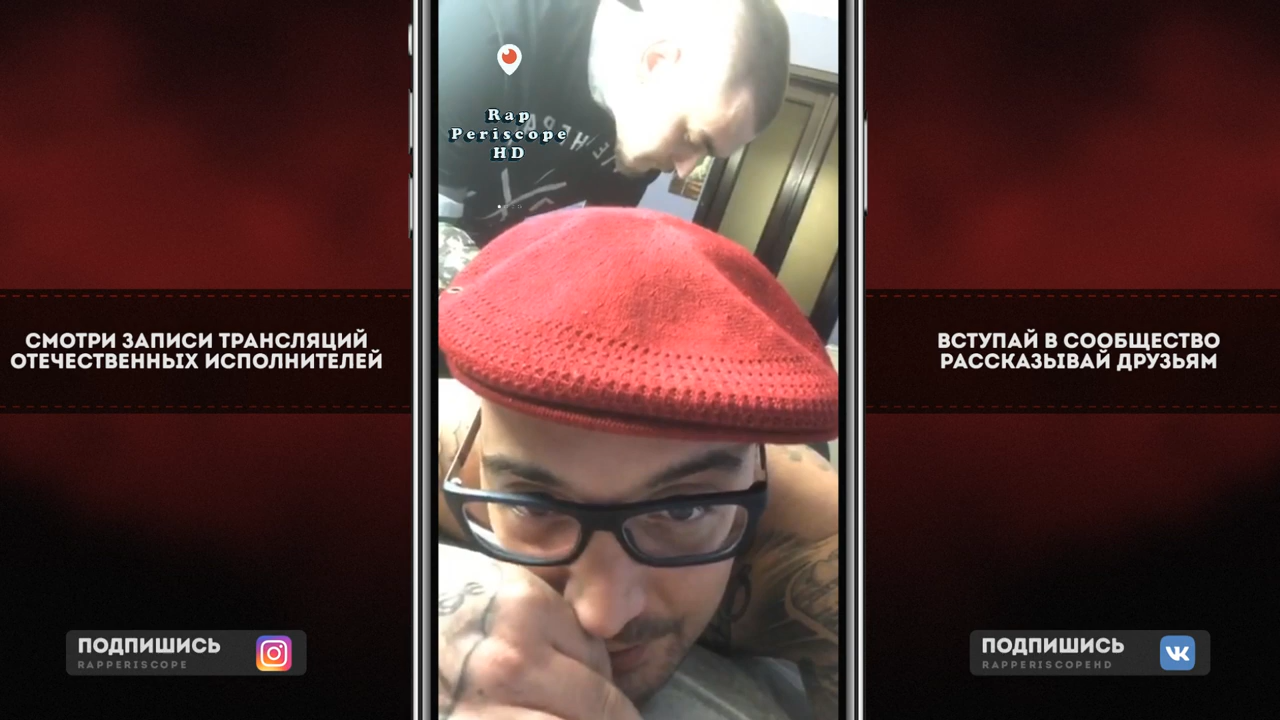 Rap
Periscope
HD
СМОТРИ ЗАПИСИ ТРАНСЛЯЦИЙ
ОТЕЧЕСТВЕННЫХ ИСПОЛНИТЕЛЕЙ
ВСТУПАЙ В СООБЩЕСТВО
РАССКАЗЫВАЙ ДРУЗЬЯМ
ПОДПИШИСЬ
RAPPERISCOPE
ПОДПИШИСЬ
RAPPERISCOPEHD